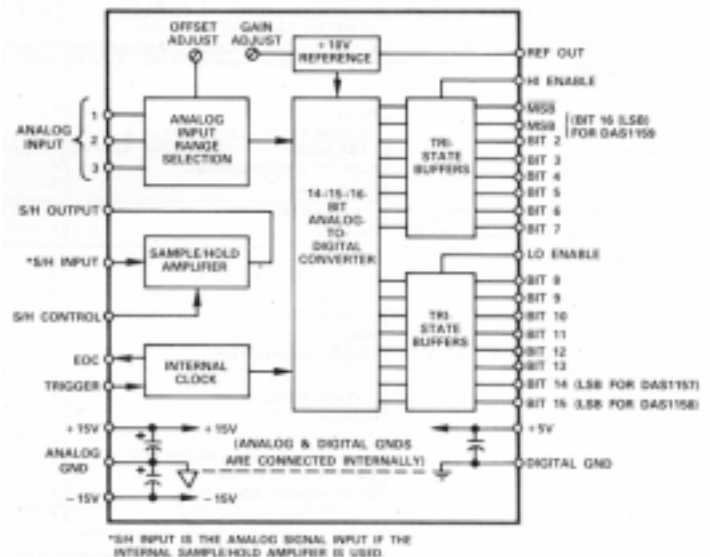 OFFSET ADJUST
GAIN ADJUST
+10V REFERENCE
REF OUT
HI ENABLE
ANALOG INPUT
1
2
3
ANALOG INPUT RANGE SELECTION
14-/15-/16-BIT ANALOG-TO-DIGITAL CONVERTER
TRI-STATE BUFFERS
MSB
MSB
(BIT 16 (LSB) FOR DAS1159
BIT 2
BIT 3
BIT 4
BIT 5
BIT 6
BIT 7
S/H OUTPUT
*S/H INPUT
SAMPLE/HOLD AMPLIFIER
S/H CONTROL
LO ENABLE
TRI-STATE BUFFERS
BIT 8
BIT 9
BIT 10
BIT 11
BIT 12
BIT 13
BIT 14 (LSB FOR DAS1157)
BIT 15 (LSB FOR DAS1158)
EOC
TRIGGER
INTERNAL CLOCK
+15V
+15V
ANALOG GND
-15V
-15V
(ANALOG & DIGITAL GNDS ARE CONNECTED INTERNALLY)
+5V
DIGITAL GND
*S/H INPUT IS THE ANALOG SIGNAL INPUT IF THE
INTERNAL SAMPLE/HOLD AMPLIFIER IS USED.